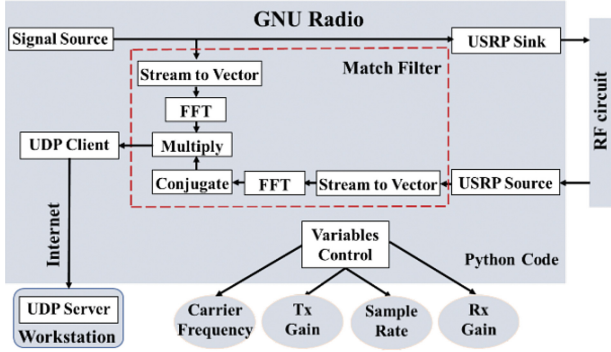 GNU Radio
Signal Source
USRP Sink
Stream to Vector
Match Filter
FFT
RF circuit
UDP Client
Multiply
Conjugate
FFT
Stream to Vector
USRP Source
Internet
Variables
Control
Python Code
UDP Server
Workstation
Carrier
Frequency
Tx
Gain
Sample
Rate
Rx
Gain